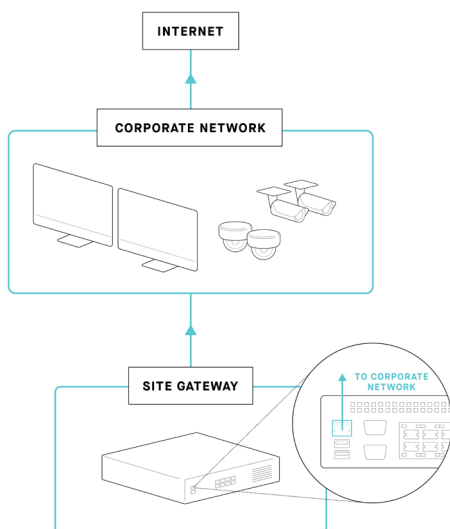 INTERNET
CORPORATE NETWORK
SITE GATEWAY
TO CORPORATE
NETWORK